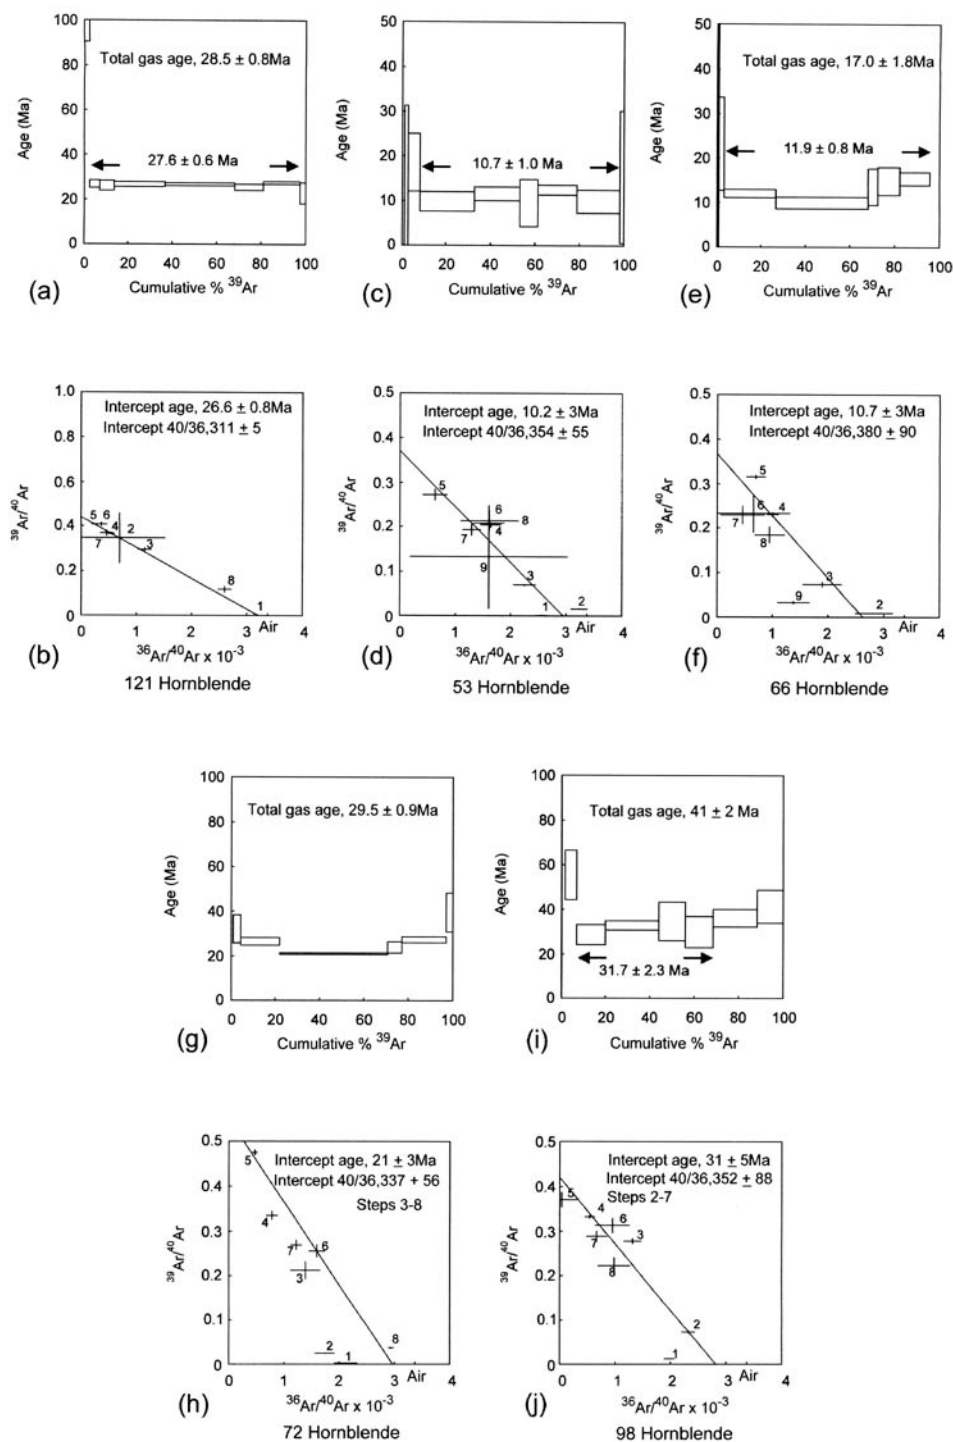 Age (Ma)
100
80
60
40
20
0
Total gas age, 28.5 ± 0.8Ma
27.6 ± 0.6 Ma
0 20 40 60 80 100
Cumulative % ³⁹Ar
(a)
Age (Ma)
50
40
30
20
10
0
10.7 ± 1.0 Ma
0 20 40 60 80 100
Cumulative % ³⁹Ar
(c)
Age (Ma)
50
40
30
20
10
0
Total gas age, 17.0 ± 1.8Ma
11.9 ± 0.8 Ma
0 20 40 60 80 100
Cumulative % ³⁹Ar
(e)
³⁹Ar/⁴⁰Ar
1.0
0.8
0.6
0.4
0.2
0
Intercept age, 26.6 ± 0.8Ma
Intercept 40/36,311 ± 5
5 6
4 2
7 3
8
1
Air
0 1 2 3 4
³⁶Ar/⁴⁰Ar x 10⁻³
(b)
121 Hornblende
³⁹Ar/⁴⁰Ar
0.5
0.4
0.3
0.2
0.1
0
Intercept age, 10.2 ± 3Ma
Intercept 40/36,354 ± 55
5
6
8
7 4
9
3
1 2
Air
0 1 2 3 4
³⁶Ar/⁴⁰Ar x 10⁻³
(d)
53 Hornblende
³⁹Ar/⁴⁰Ar
0.5
0.4
0.3
0.2
0.1
0
Intercept age, 10.7 ± 3Ma
Intercept 40/36,380 ± 90
5
6 4
7
8
3
9
2
Air
0 1 2 3 4
³⁶Ar/⁴⁰Ar x 10⁻³
(f)
66 Hornblende
Age (Ma)
100
80
60
40
20
0
Total gas age, 29.5 ± 0.9Ma
0 20 40 60 80 100
Cumulative % ³⁹Ar
(g)
Age (Ma)
100
80
60
40
20
0
Total gas age, 41 ± 2 Ma
31.7 ± 2.3 Ma
0 20 40 60 80 100
Cumulative % ³⁹Ar
(i)
³⁹Ar/⁴⁰Ar
0.5
0.4
0.3
0.2
0.1
0
Intercept age, 21 ± 3Ma
Intercept 40/36,337 + 56
Steps 3-8
5
4
7 6
3
8
2
1
Air
0 1 2 3 4
³⁶Ar/⁴⁰Ar x 10⁻³
(h)
72 Hornblende
³⁹Ar/⁴⁰Ar
0.5
0.4
0.3
0.2
0.1
0
Intercept age, 31 ± 5Ma
Intercept 40/36,352 ± 88
Steps 2-7
5
4
6
7 3
8
2
1
Air
0 1 2 3 4
³⁶Ar/⁴⁰Ar x 10⁻³
(j)
98 Hornblende